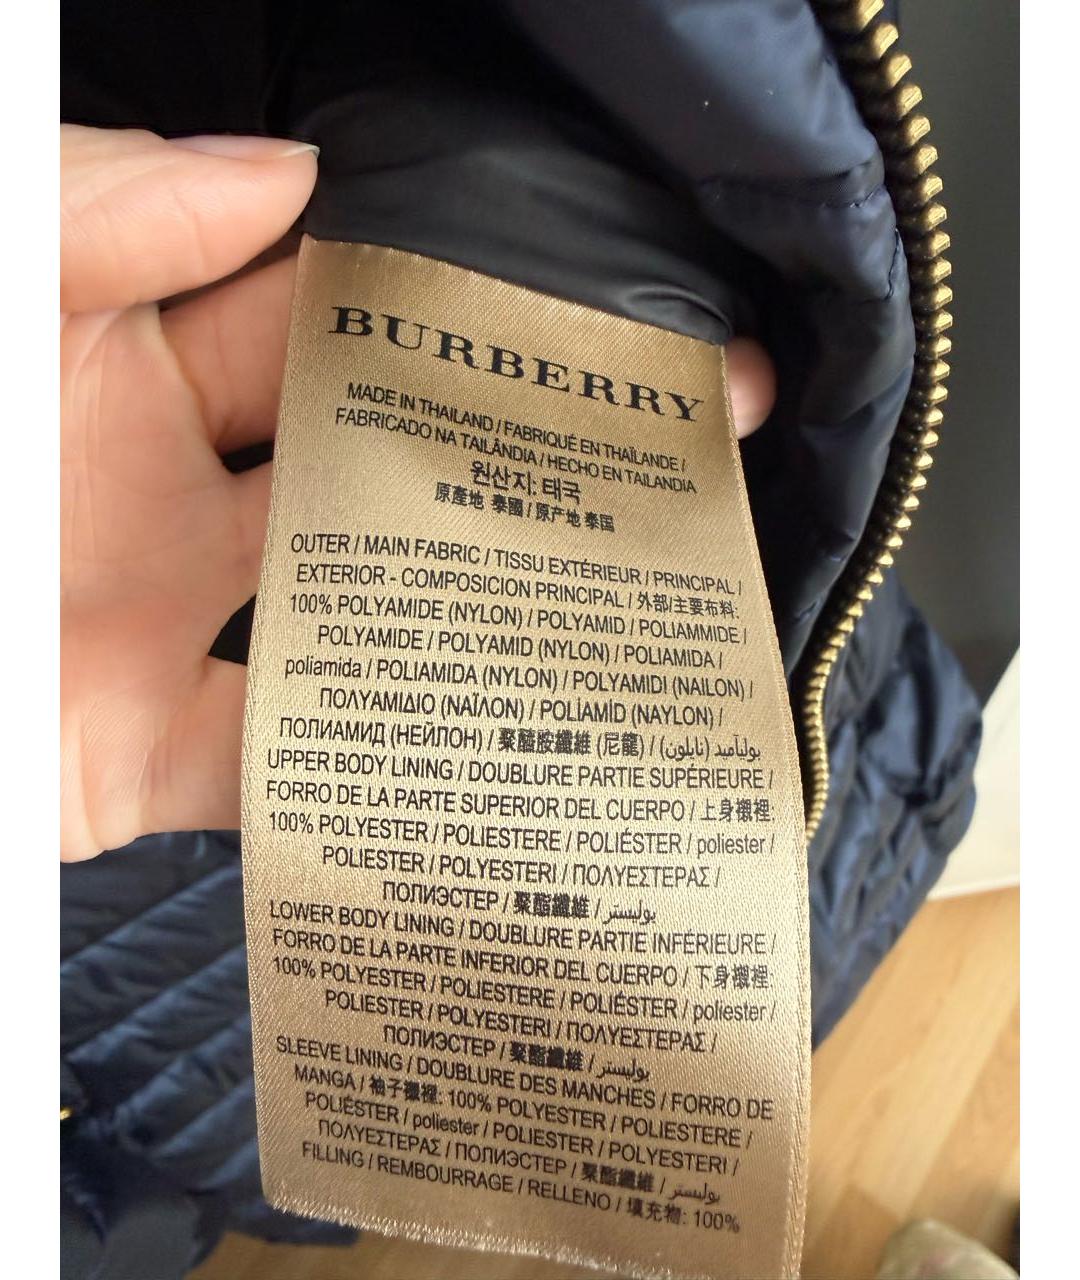 BURBERRY
MADE IN THAILAND / FABRIQUÉ EN THAÏLANDE /
FABRICADO NA TAILÂNDIA / HECHO EN TAILANDIA
원산지: 태국
原產地 泰國 / 原产地 泰国
OUTER / MAIN FABRIC / TISSU EXTÉRIEUR / PRINCIPAL /
EXTERIOR - COMPOSICION PRINCIPAL / 外部/主要布料:
100% POLYAMIDE (NYLON) / POLYAMID / POLIAMMIDE /
POLYAMIDE / POLYAMID (NYLON) / POLIAMIDA /
poliamida / POLIAMIDA (NYLON) / POLYAMIDI (NAILON) /
ΠΟΛΥΑΜΙΔΙΟ (ΝΑΪΛΟΝ) / POLİAMİD (NAYLON) /
ПОЛИАМИД (НЕЙЛОН) / 聚醯胺纖維 (尼龍) / بولیآمید (نایلون)
UPPER BODY LINING / DOUBLURE PARTIE SUPÉRIEURE /
FORRO DE LA PARTE SUPERIOR DEL CUERPO / 上身襯裡:
100% POLYESTER / POLIESTERE / POLIÉSTER / poliester /
POLIESTER / POLYESTERI / ΠΟΛΥΕΣΤΕΡΑΣ /
ПОЛИЭСТЕР / 聚酯纖維 / بولیستر
LOWER BODY LINING / DOUBLURE PARTIE INFÉRIEURE /
FORRO DE LA PARTE INFERIOR DEL CUERPO / 下身襯裡:
100% POLYESTER / POLIESTERE / POLIÉSTER / poliester /
POLIESTER / POLYESTERI / ΠΟΛΥΕΣΤΕΡΑΣ /
ПОЛИЭСТЕР / 聚酯纖維 / بولیستر
SLEEVE LINING / DOUBLURE DES MANCHES / FORRO DE
MANGA / 袖子襯裡: 100% POLYESTER / POLIESTERE /
POLIÉSTER / poliester / POLIESTER / POLYESTERI /
ΠΟΛΥΕΣΤΕΡΑΣ / ПОЛИЭСТЕР / 聚酯纖維 / بولیستر
FILLING / REMBOURRAGE / RELLENO / 填充物: 100%